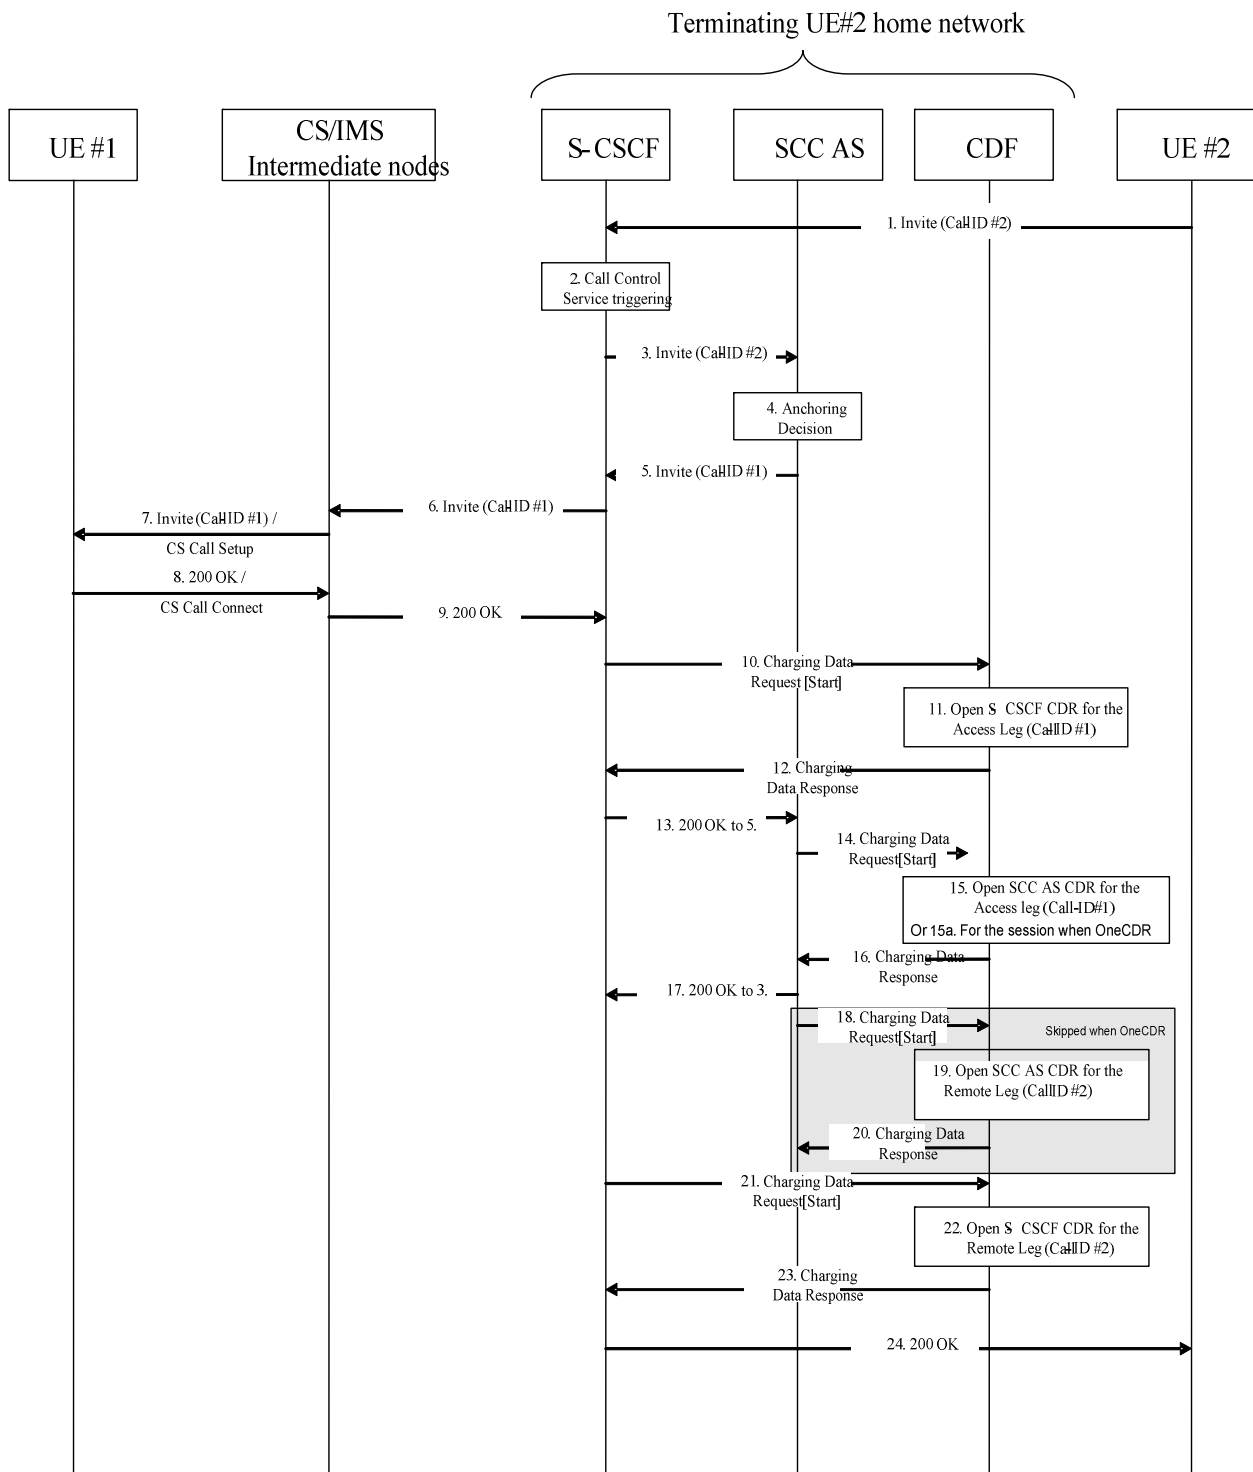 Terminating UE#2 home network
UE #1
CS/IMS
Intermediate nodes
S-CSCF
SCC AS
CDF
UE #2
1. Invite (Call-ID #2)
2. Call Control
Service triggering
3. Invite (Call-ID #2)
4. Anchoring
Decision
5. Invite (Call-ID #1)
6. Invite (Call-ID #1)
7. Invite (Call-ID #1) /
CS Call Setup
8. 200 OK /
CS Call Connect
9. 200 OK
10. Charging Data
Request [Start]
11. Open S CSCF CDR for the
Access Leg (Call-ID #1)
12. Charging
Data Response
13. 200 OK to 5.
14. Charging Data
Request[Start]
15. Open SCC AS CDR for the
Access leg (Call-ID#1)
Or 15a. For the session when OneCDR
16. Charging Data
Response
17. 200 OK to 3.
18. Charging Data
Request[Start]
Skipped when OneCDR
19. Open SCC AS CDR for the
Remote Leg (CallID #2)
20. Charging Data
Response
21. Charging Data
Request[Start]
22. Open S CSCF CDR for the
Remote Leg (Call-ID #2)
23. Charging
Data Response
24. 200 OK